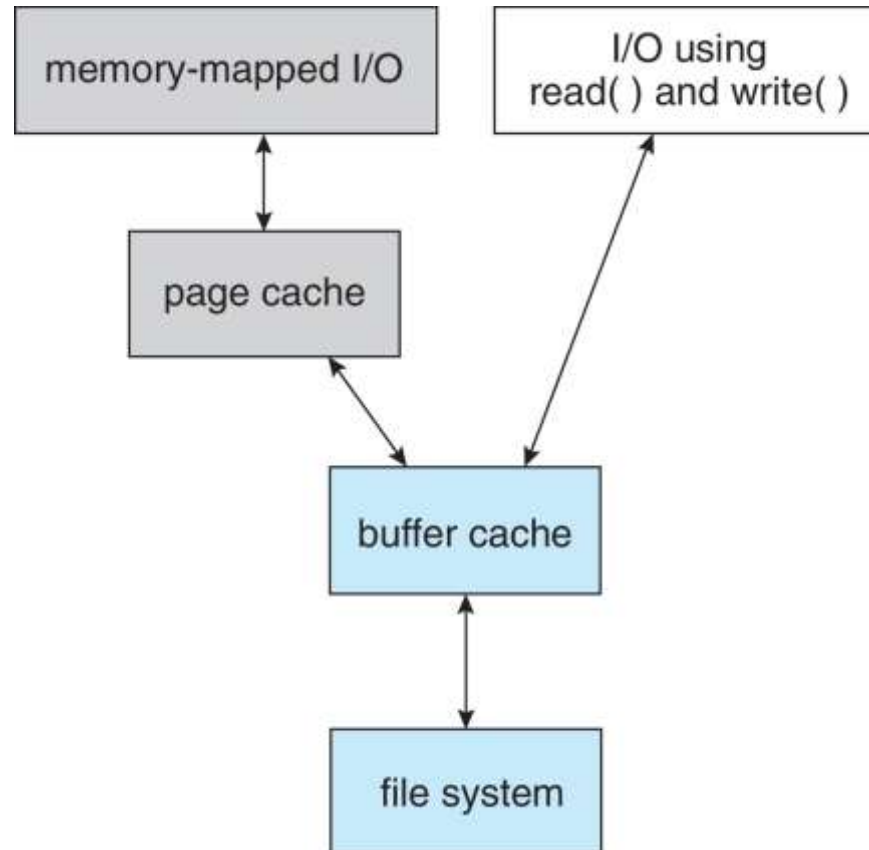 memory-mapped I/O
I/O using
read( ) and write( )
page cache
buffer cache
file system